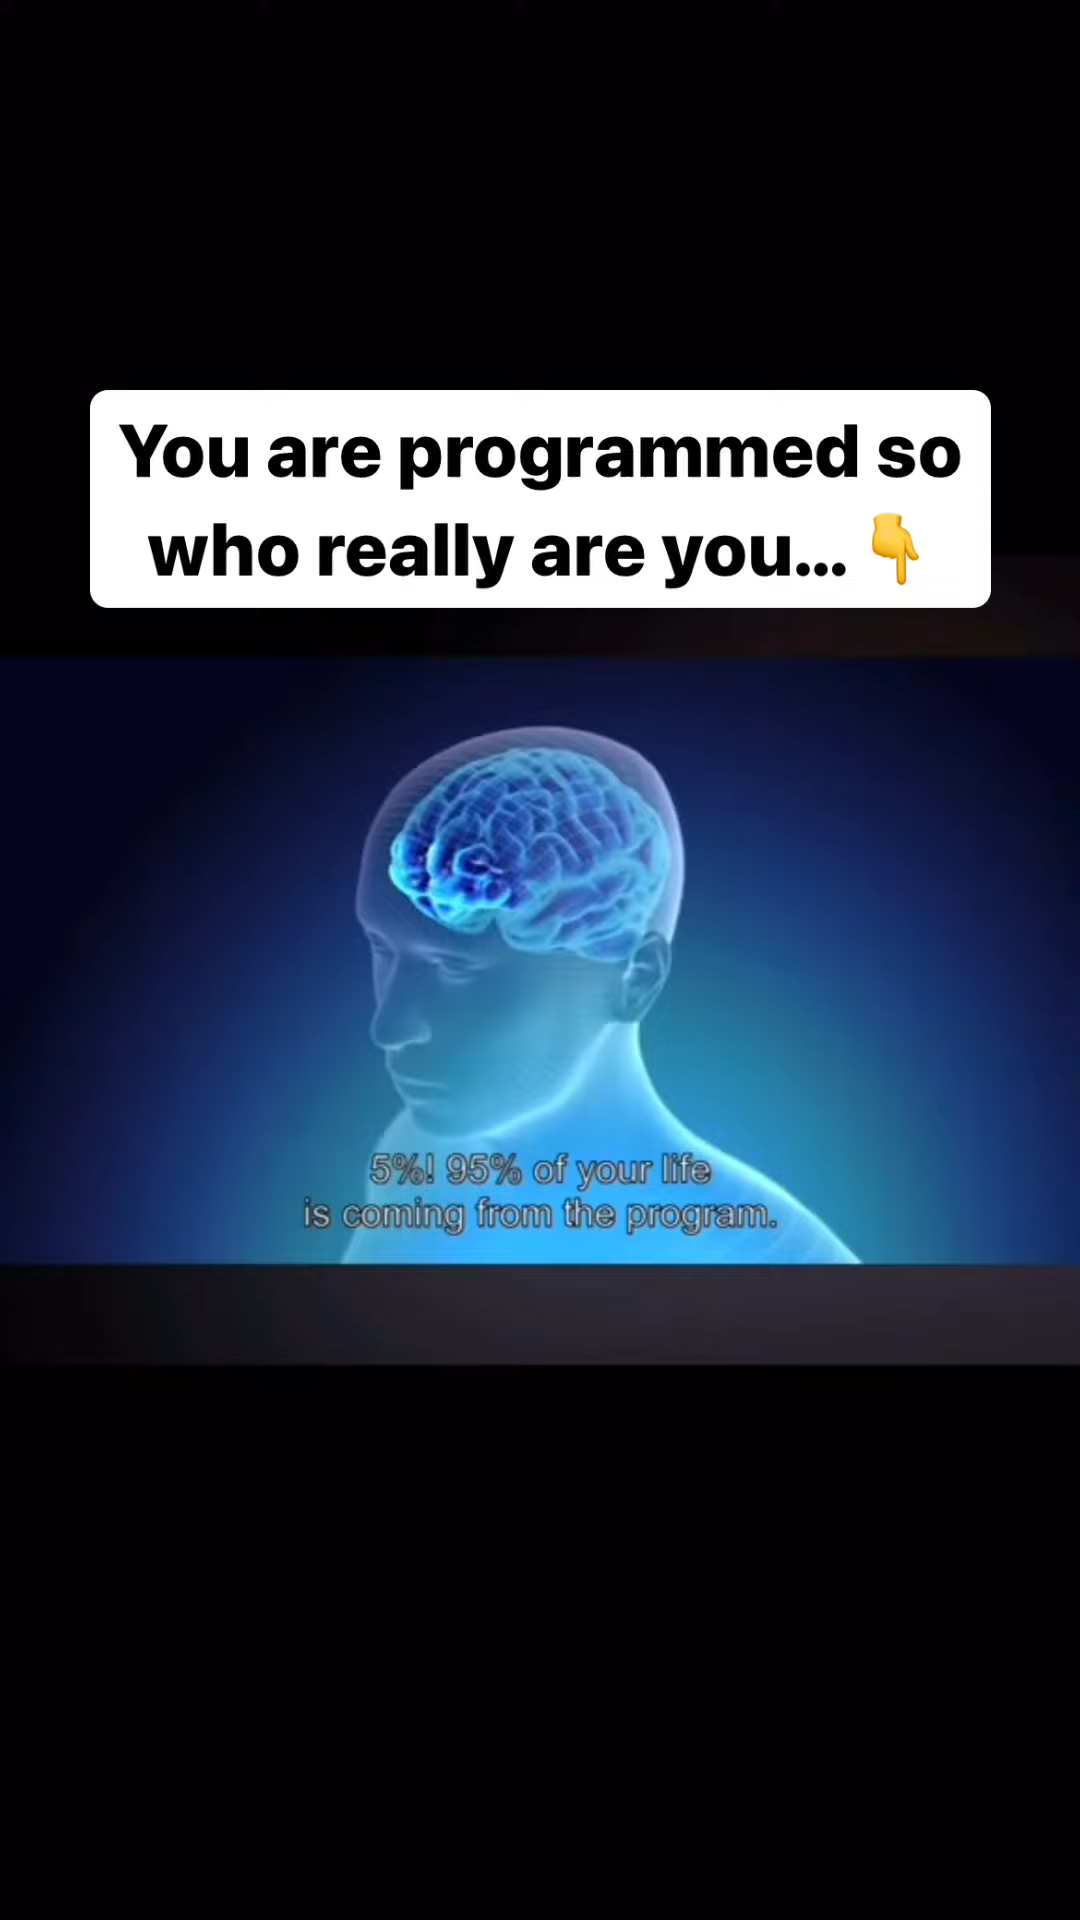 You are programmed so
who really are you... 👇
5%! 95% of your life
is coming from the program.